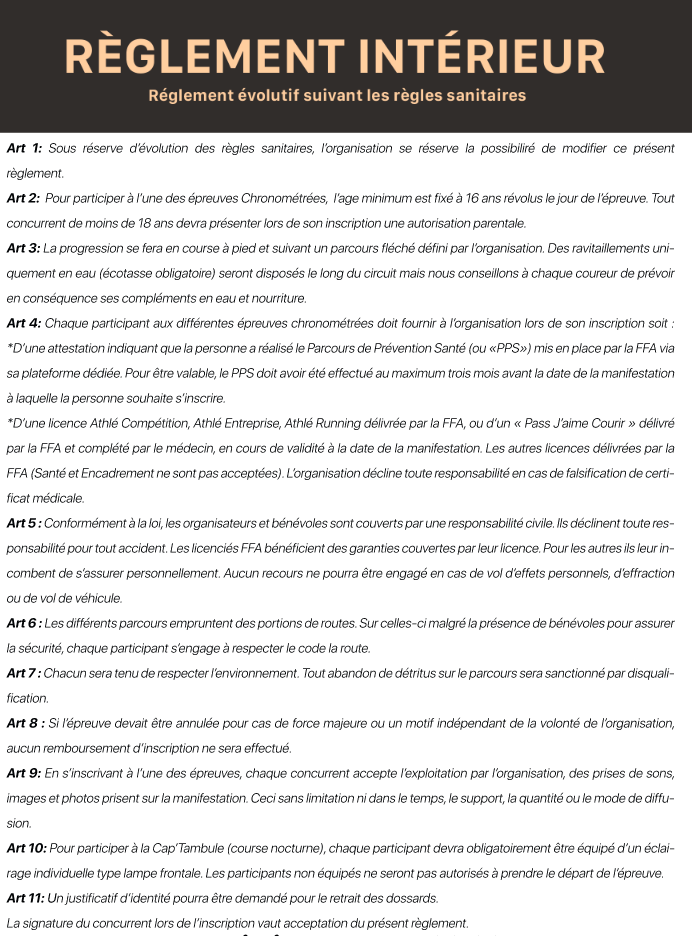 RÈGLEMENT INTÉRIEUR
Réglement évolutif suivant les règles sanitaires
Art 1: Sous réserve d'évolution des règles sanitaires, l'organisation se réserve la possibiliré de modifier ce présent
règlement.
Art 2: Pour participer à l'une des épreuves Chronométrées, l'age minimum est fixé à 16 ans révolus le jour de l'épreuve. Tout
concurrent de moins de 18 ans devra présenter lors de son inscription une autorisation parentale.
Art 3: La progression se fera en course à pied et suivant un parcours fléché défini par l'organisation. Des ravitaillements uni-
quement en eau (écotasse obligatoire) seront disposés le long du circuit mais nous conseillons à chaque coureur de prévoir
en conséquence ses compléments en eau et nourriture.
Art 4: Chaque participant aux différentes épreuves chronométrées doit fournir à l'organisation lors de son inscription soit :
*D'une attestation indiquant que la personne a réalisé le Parcours de Prévention Santé (ou «PPS») mis en place par la FFA via
sa plateforme dédiée. Pour être valable, le PPS doit avoir été effectué au maximum trois mois avant la date de la manifestation
à laquelle la personne souhaite s'inscrire.
*D'une licence Athlé Compétition, Athlé Entreprise, Athlé Running délivrée par la FFA, ou d'un « Pass J'aime Courir » délivré
par la FFA et complété par le médecin, en cours de validité à la date de la manifestation. Les autres licences délivrées par la
FFA (Santé et Encadrement ne sont pas acceptées). L'organisation décline toute responsabilité en cas de falsification de certi-
ficat médicale.
Art 5 : Conformément à la loi, les organisateurs et bénévoles sont couverts par une responsabilité civile. Ils déclinent toute res-
ponsabilité pour tout accident. Les licenciés FFA bénéficient des garanties couvertes par leur licence. Pour les autres ils leur in-
combent de s'assurer personnellement. Aucun recours ne pourra être engagé en cas de vol d'effets personnels, d'effraction
ou de vol de véhicule.
Art 6 : Les différents parcours empruntent des portions de routes. Sur celles-ci malgré la présence de bénévoles pour assurer
la sécurité, chaque participant s'engage à respecter le code la route.
Art 7 : Chacun sera tenu de respecter l'environnement. Tout abandon de détritus sur le parcours sera sanctionné par disquali-
fication.
Art 8 : Si l'épreuve devait être annulée pour cas de force majeure ou un motif indépendant de la volonté de l'organisation,
aucun remboursement d'inscription ne sera effectué.
Art 9: En s'inscrivant à l'une des épreuves, chaque concurrent accepte l'exploitation par l'organisation, des prises de sons,
images et photos prisent sur la manifestation. Ceci sans limitation ni dans le temps, le support, la quantité ou le mode de diffu-
sion.
Art 10: Pour participer à la Cap'Tambule (course nocturne), chaque participant devra obligatoirement être équipé d'un éclai-
rage individuelle type lampe frontale. Les participants non équipés ne seront pas autorisés à prendre le départ de l'épreuve.
Art 11: Un justificatif d'identité pourra être demandé pour le retrait des dossards.
La signature du concurrent lors de l'inscription vaut acceptation du présent règlement.